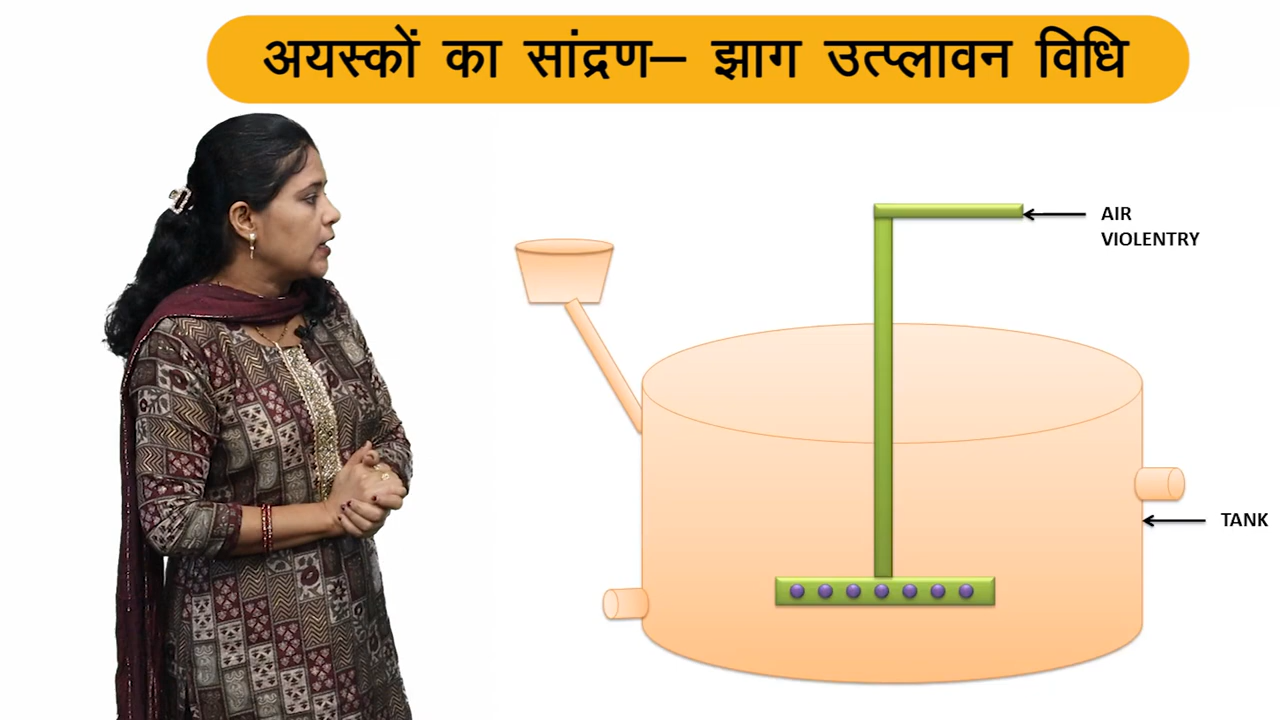 अयस्कों का सांद्रण– झाग उत्प्लावन विधि
AIR
VIOLENTRY
TANK